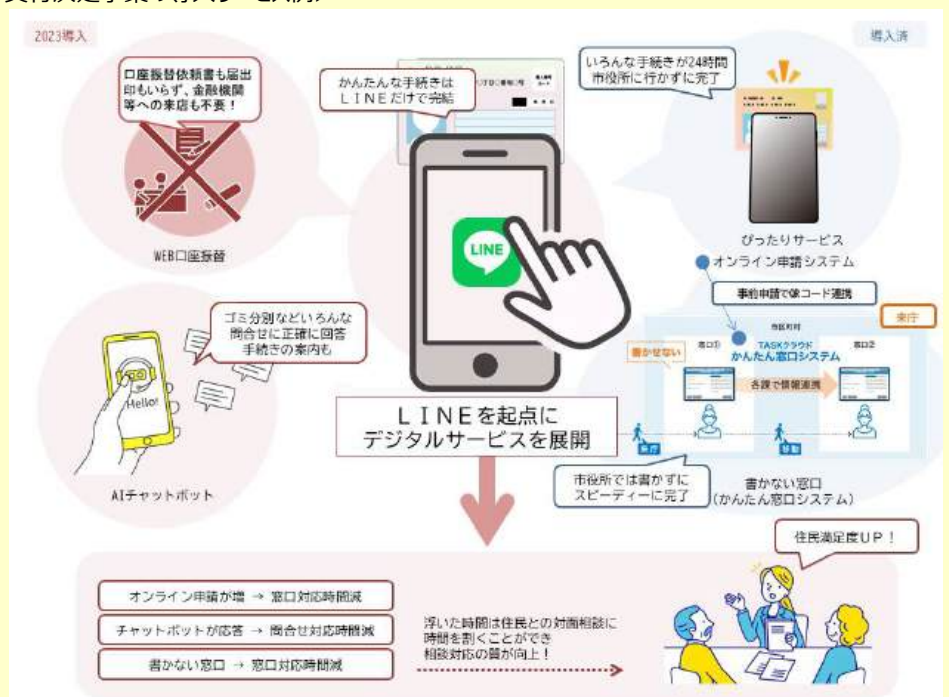 2023導入
導入済
口座振替依頼書も届出
印もいらず、金融機関
等への来店も不要！
WEB口座振替
かんたんな手続きは
ＬＩＮＥだけで完結
いろんな手続きが24時間
市役所に行かずに完了
ぴったりサービス
オンライン申請システム
LINE
ゴミ分別などいろんな
問合せに正確に回答
手続きの案内も
Hello!
AIチャットボット
事前申請でQRコード連携
来庁
市区町村
書かせない
窓口①
TASKクラウド
かんたん窓口システム
窓口②
各課で情報連携
来庁
移動
ＬＩＮＥを起点に
デジタルサービスを展開
市役所では書かずに
スピーディーに完了
書かない窓口
(かんたん窓口システム)
住民満足度ＵＰ！
オンライン申請が増 → 窓口対応時間減
チャットボットが応答 → 問合せ対応時間減
書かない窓口 → 窓口対応時間減
浮いた時間は住民との対面相談に
時間を割くことができ
相談対応の質が向上！